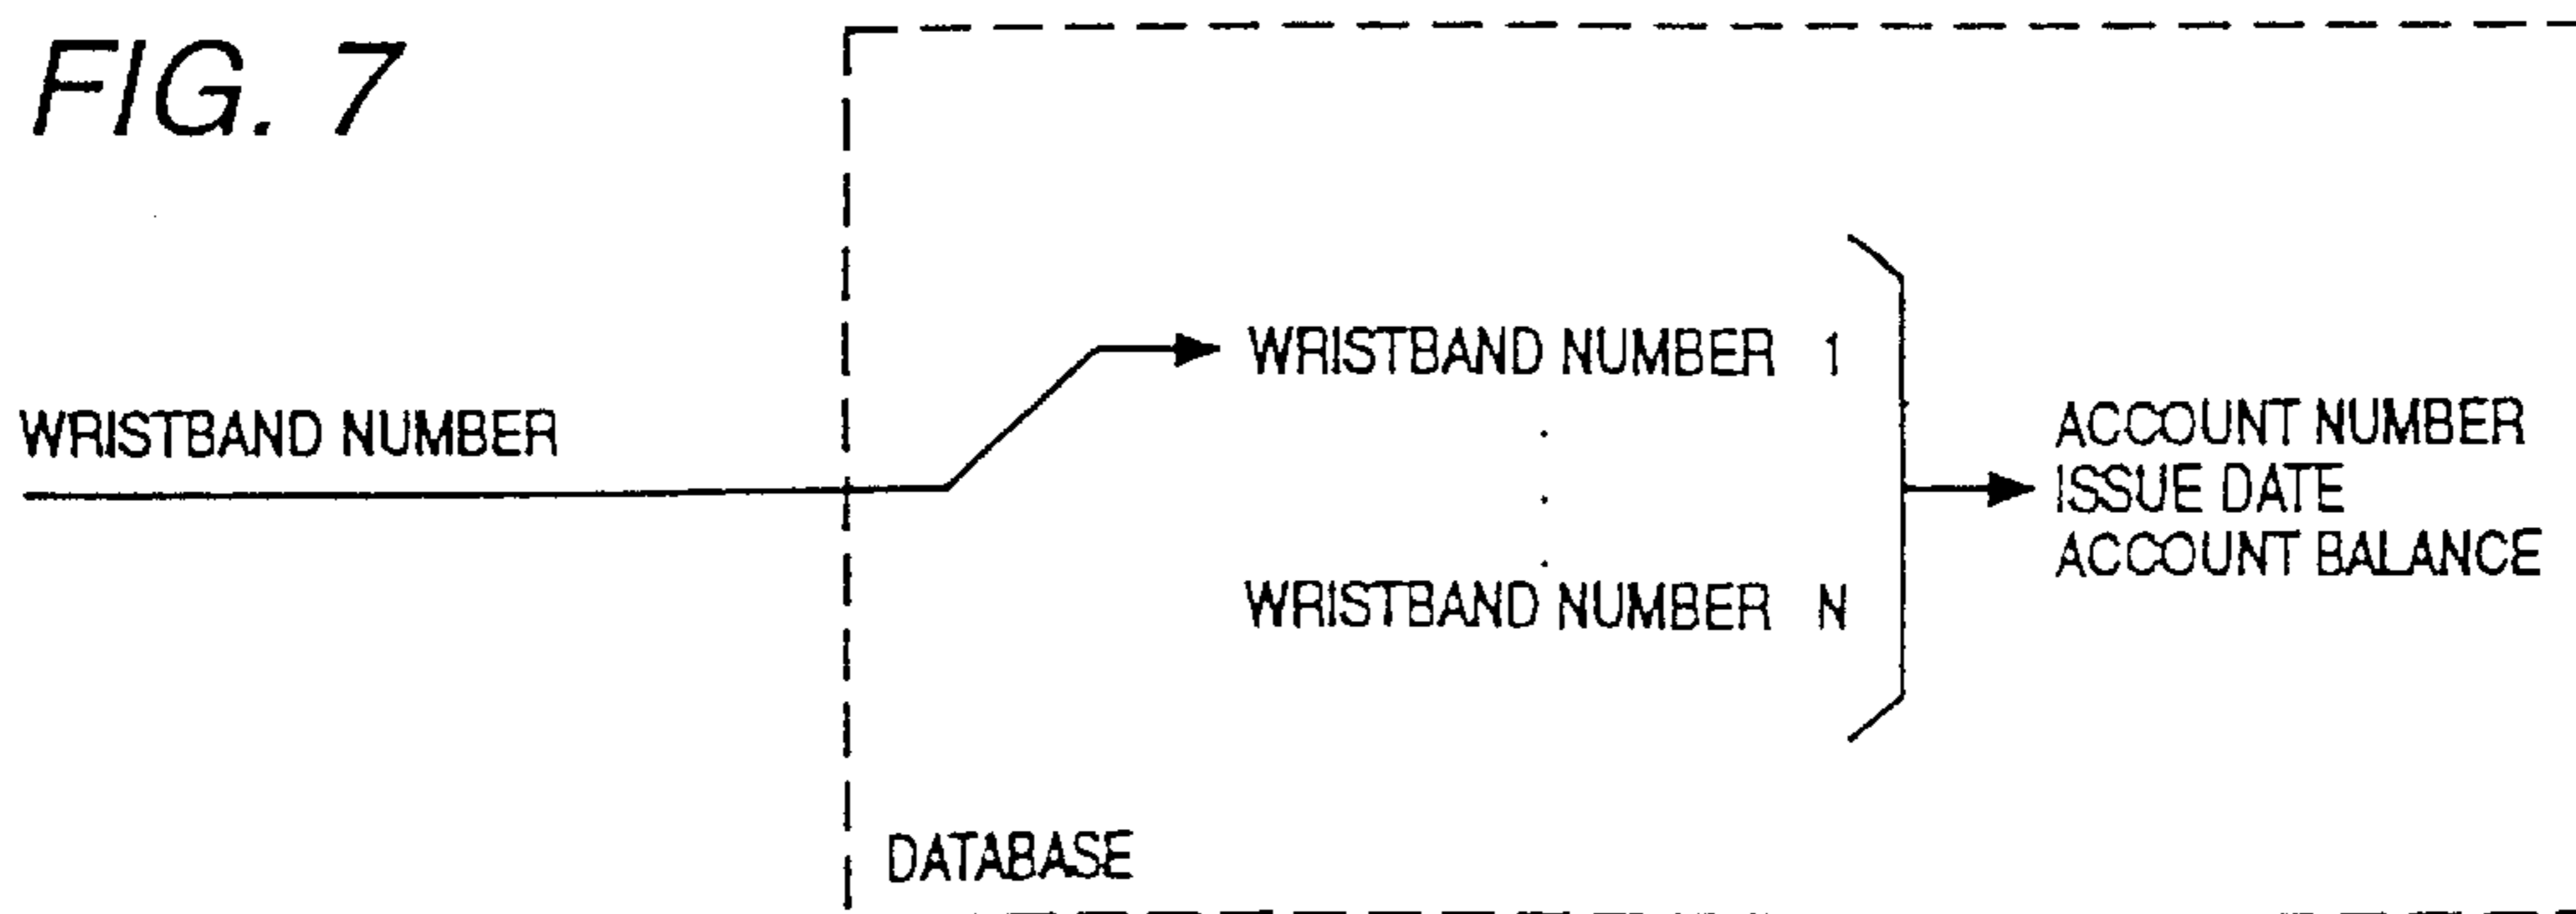 FIG. 7
WRISTBAND NUMBER
WRISTBAND NUMBER 1
WRISTBAND NUMBER N
ACCOUNT NUMBER
ISSUE DATE
ACCOUNT BALANCE
DATABASE